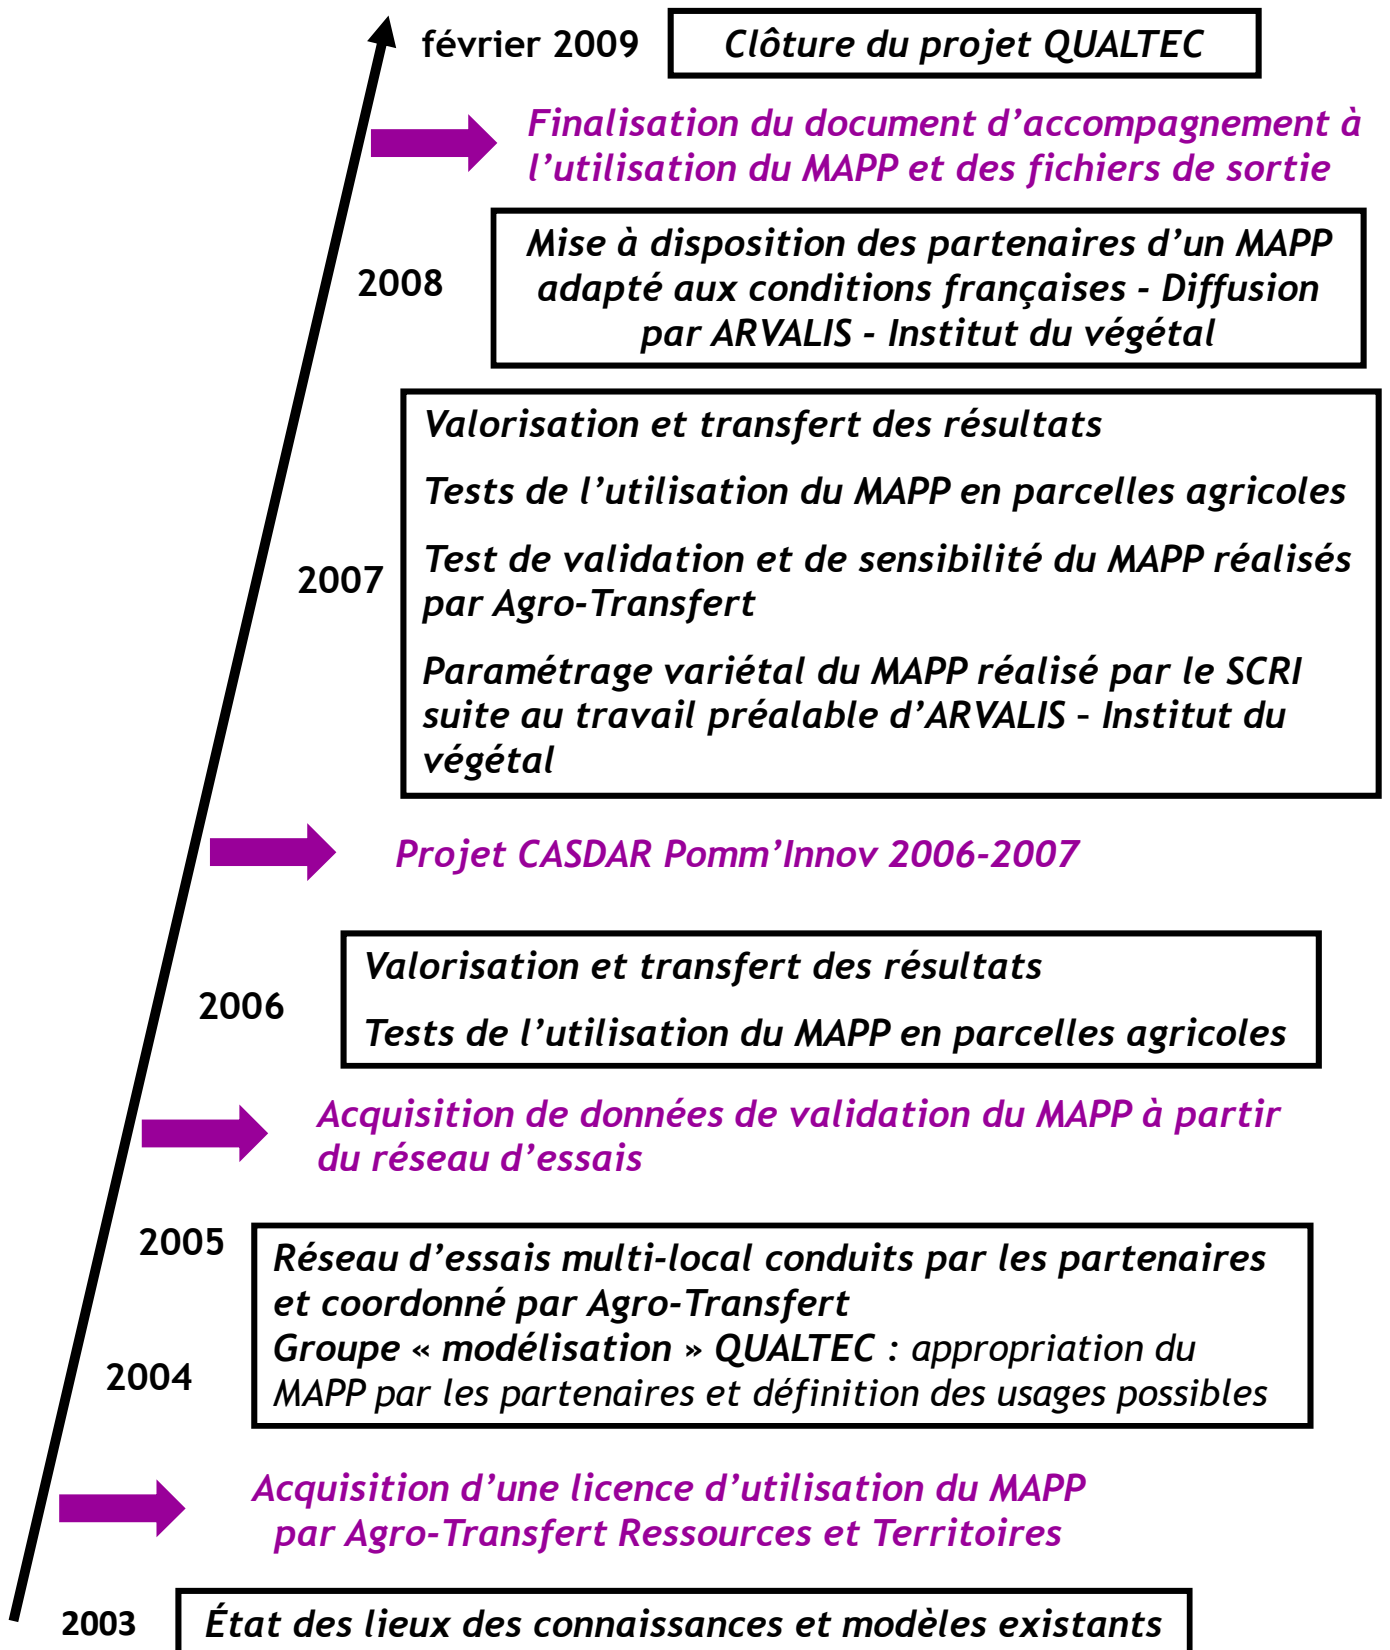 février 2009
Clôture du projet QUALTEC
Finalisation du document d’accompagnement à
l’utilisation du MAPP et des fichiers de sortie
2008
Mise à disposition des partenaires d’un MAPP
adapté aux conditions françaises - Diffusion
par ARVALIS - Institut du végétal
2007
Valorisation et transfert des résultats
Tests de l’utilisation du MAPP en parcelles agricoles
Test de validation et de sensibilité du MAPP réalisés
par Agro-Transfert
Paramétrage variétal du MAPP réalisé par le SCRI
suite au travail préalable d’ARVALIS – Institut du
végétal
Projet CASDAR Pomm’Innov 2006-2007
2006
Valorisation et transfert des résultats
Tests de l’utilisation du MAPP en parcelles agricoles
Acquisition de données de validation du MAPP à partir
du réseau d’essais
2005
Réseau d’essais multi-local conduits par les partenaires
et coordonné par Agro-Transfert
Groupe « modélisation » QUALTEC : appropriation du
MAPP par les partenaires et définition des usages possibles
2004
Acquisition d’une licence d’utilisation du MAPP
par Agro-Transfert Ressources et Territoires
2003
État des lieux des connaissances et modèles existants